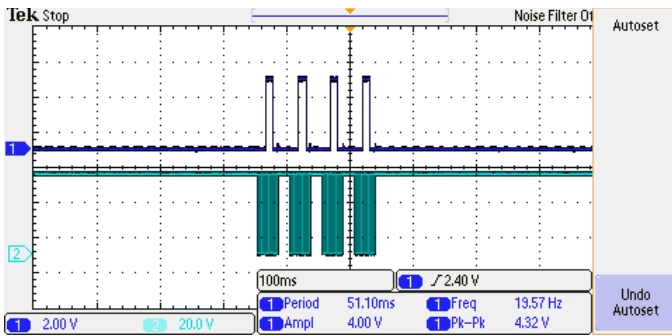 Tek Stop Noise Filter Of
Autoset
1
2
100ms 1 2.40 V
1 Period 51.10ms 1 Freq 19.57 Hz
1 Ampl 4.00 V 1 Pk-Pk 4.32 V
1 2.00 V 2 20.0 V
Undo
Autoset